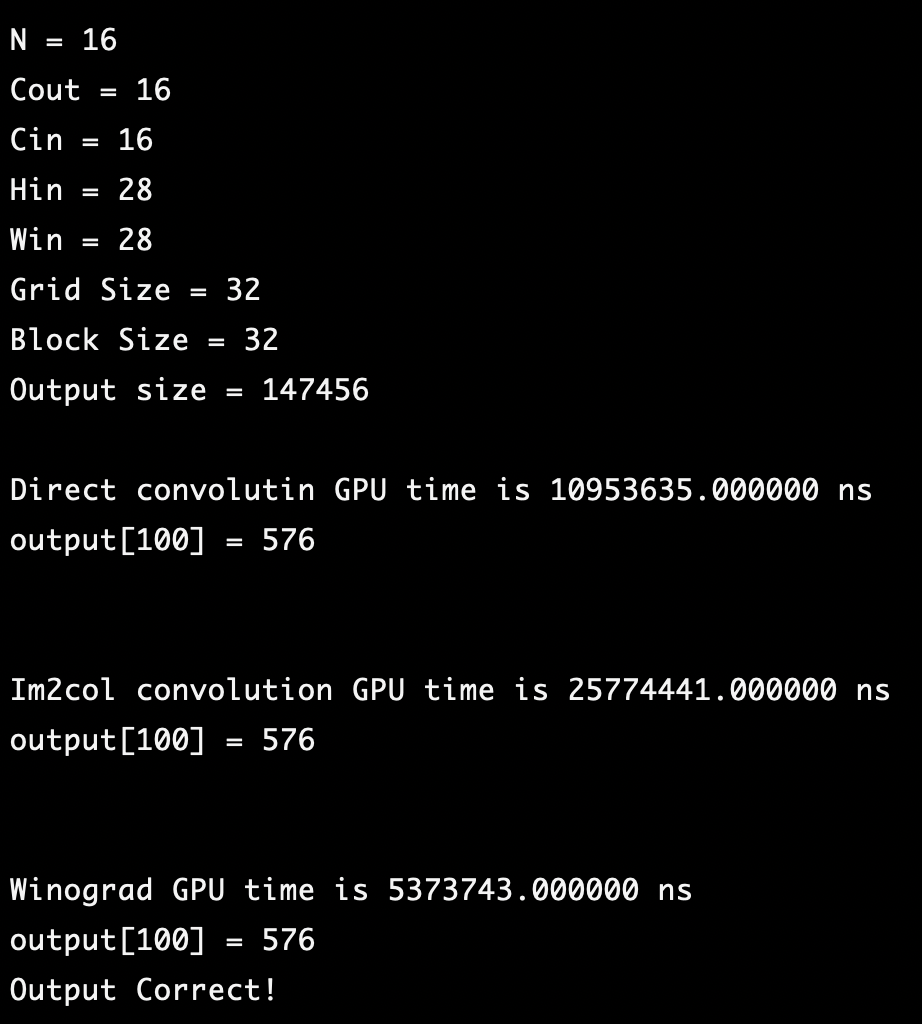 N = 16
Cout = 16
Cin = 16
Hin = 28
Win = 28
Grid Size = 32
Block Size = 32
Output size = 147456
Direct convolutin GPU time is 10953635.000000 ns
output[100] = 576
Im2col convolution GPU time is 25774441.000000 ns
output[100] = 576
Winograd GPU time is 5373743.000000 ns
output[100] = 576
Output Correct!